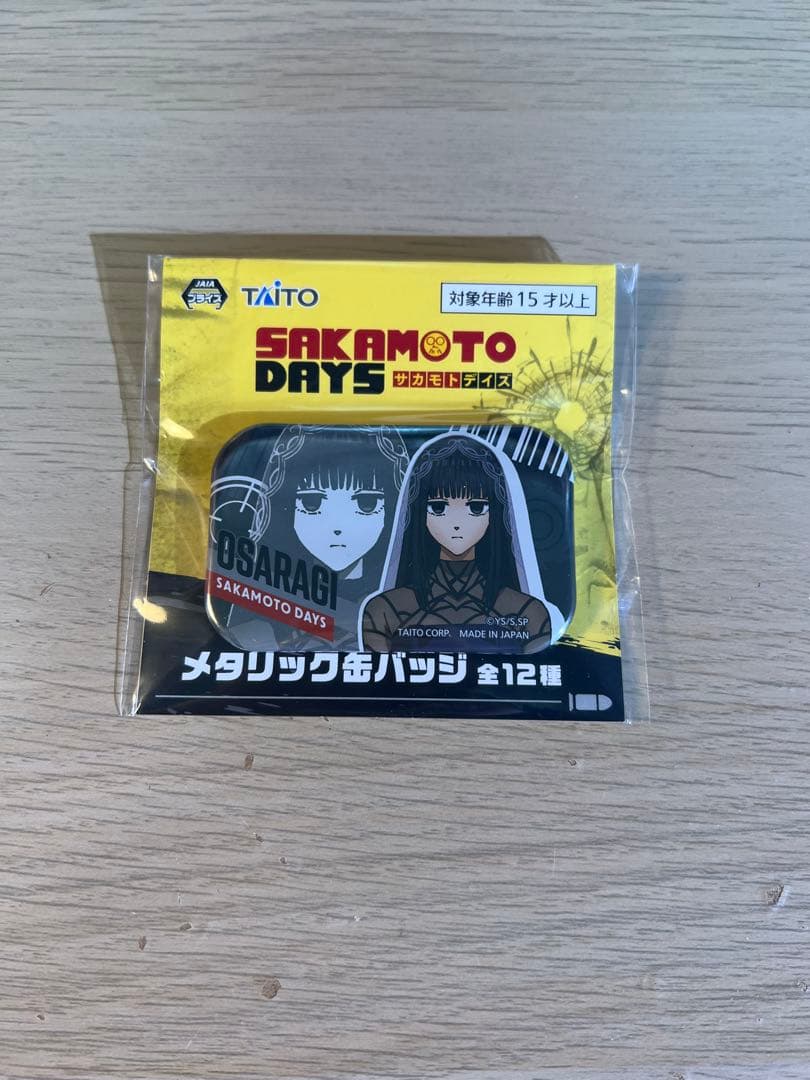 JAIA
プライズ
TAITO
対象年齢15才以上
SAKAMOTO
DAYS サカモトデイズ
OSARAGI
SAKAMOTO DAYS
©YS/S,SP
TAITO CORP. MADE IN JAPAN
メタリック缶バッジ 全12種